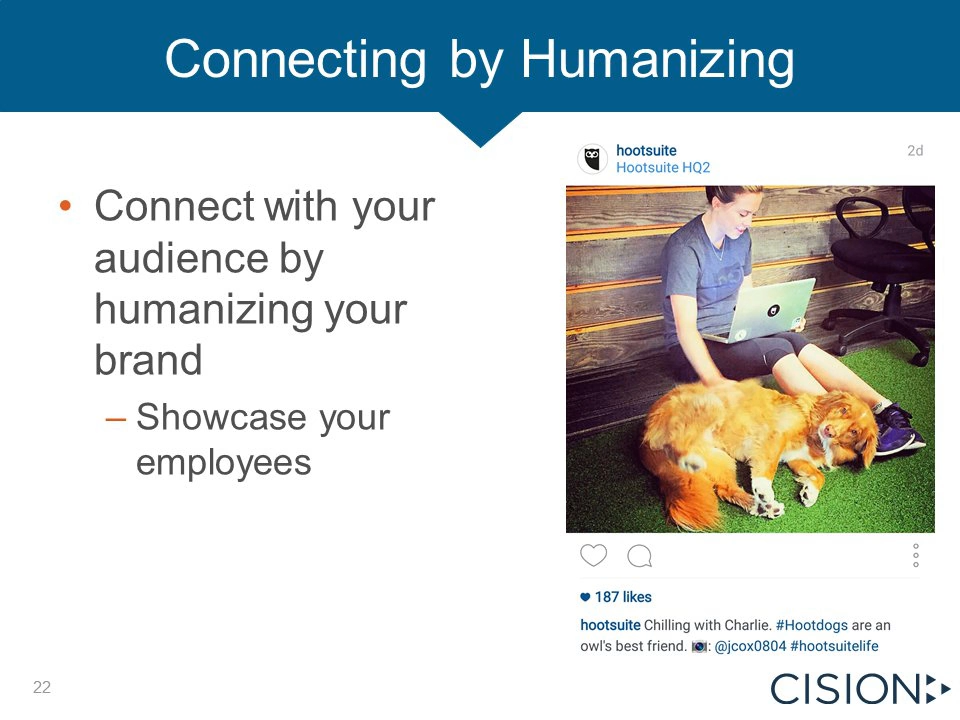 Connecting by Humanizing
• Connect with your
audience by
humanizing your
brand
– Showcase your
employees
hootsuite
Hootsuite HQ2
2d
187 likes
hootsuite Chilling with Charlie. #Hootdogs are an
owl's best friend. 📷: @jcox0804 #hootsuitelife
22
CISION